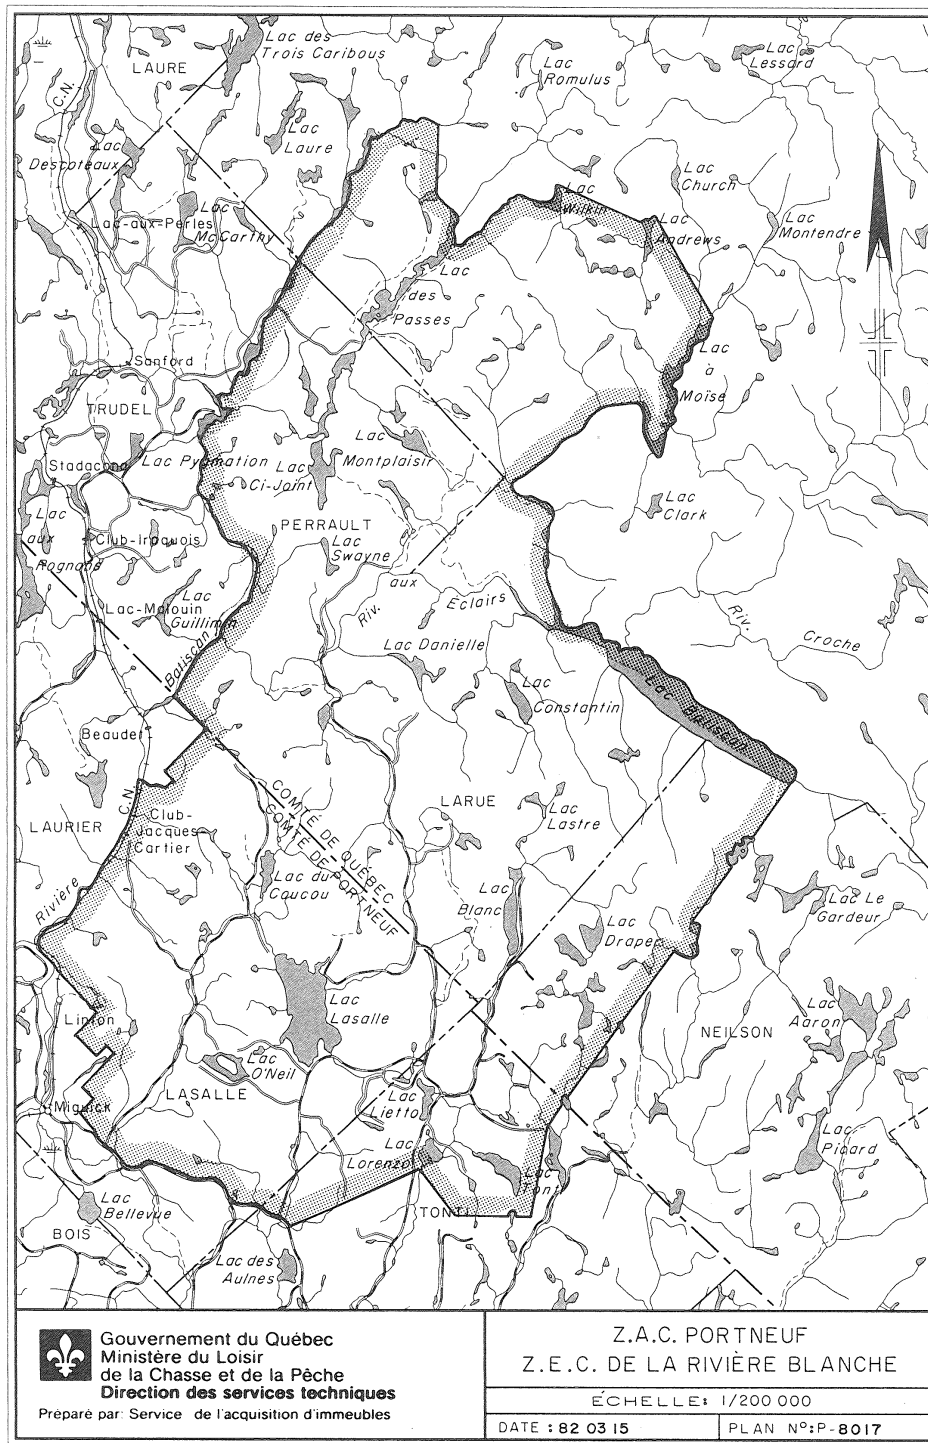 Lac des
Trois Caribous
LAURE
C.N.
Lac
Romulus
Lac
Lessard
Lac
Laure
Lac
Descoteaux
Lac
Church
Lac
Wilkin
Lac-aux-Perles
Lac
McCarthy
Lac
Andrews
Lac
Montendre
Lac
des
Passes
Sanford
Lac
à
Moïse
TRUDEL
Lac
Montplaisir
Stadacona
Lac Pygmation
Lac
Ci-Joint
Lac
Clark
Lac
aux
Rognons
PERRAULT
Club-Iroquois
Lac
Swayne
aux
Éclairs
Riv.
Lac-Malouin
Lac
Guillimin
Riv.
Croche
Batiscan
Lac Danielle
Lac
Constantin
Lac Batiscan
Beaudet
C.N.
COMTÉ DE QUÉBEC
COMTÉ DE PORTNEUF
LARUE
Lac
Lastre
LAURIER
Club-
Jacques-
Cartier
Lac du
Coucou
Rivière
Lac
Blanc
Lac Le
Gardeur
Lac
Draper
Lac
Lasalle
Lac
Aaron
Linton
NEILSON
Lac
O'Neil
LASALLE
Lac
Lietto
Miguick
Lac
Lorenzo
Lac
Picard
Lac
Lac
Bellevue
TONTI
BOIS
Lac des
Aulnes
Gouvernement du Québec
Ministère du Loisir
de la Chasse et de la Pêche
Direction des services techniques
Préparé par: Service de l'acquisition d'immeubles
Z.A.C. PORTNEUF
Z.E.C. DE LA RIVIÈRE BLANCHE
ÉCHELLE: 1/200 000
DATE : 82 03 15
PLAN Nº:P-8017